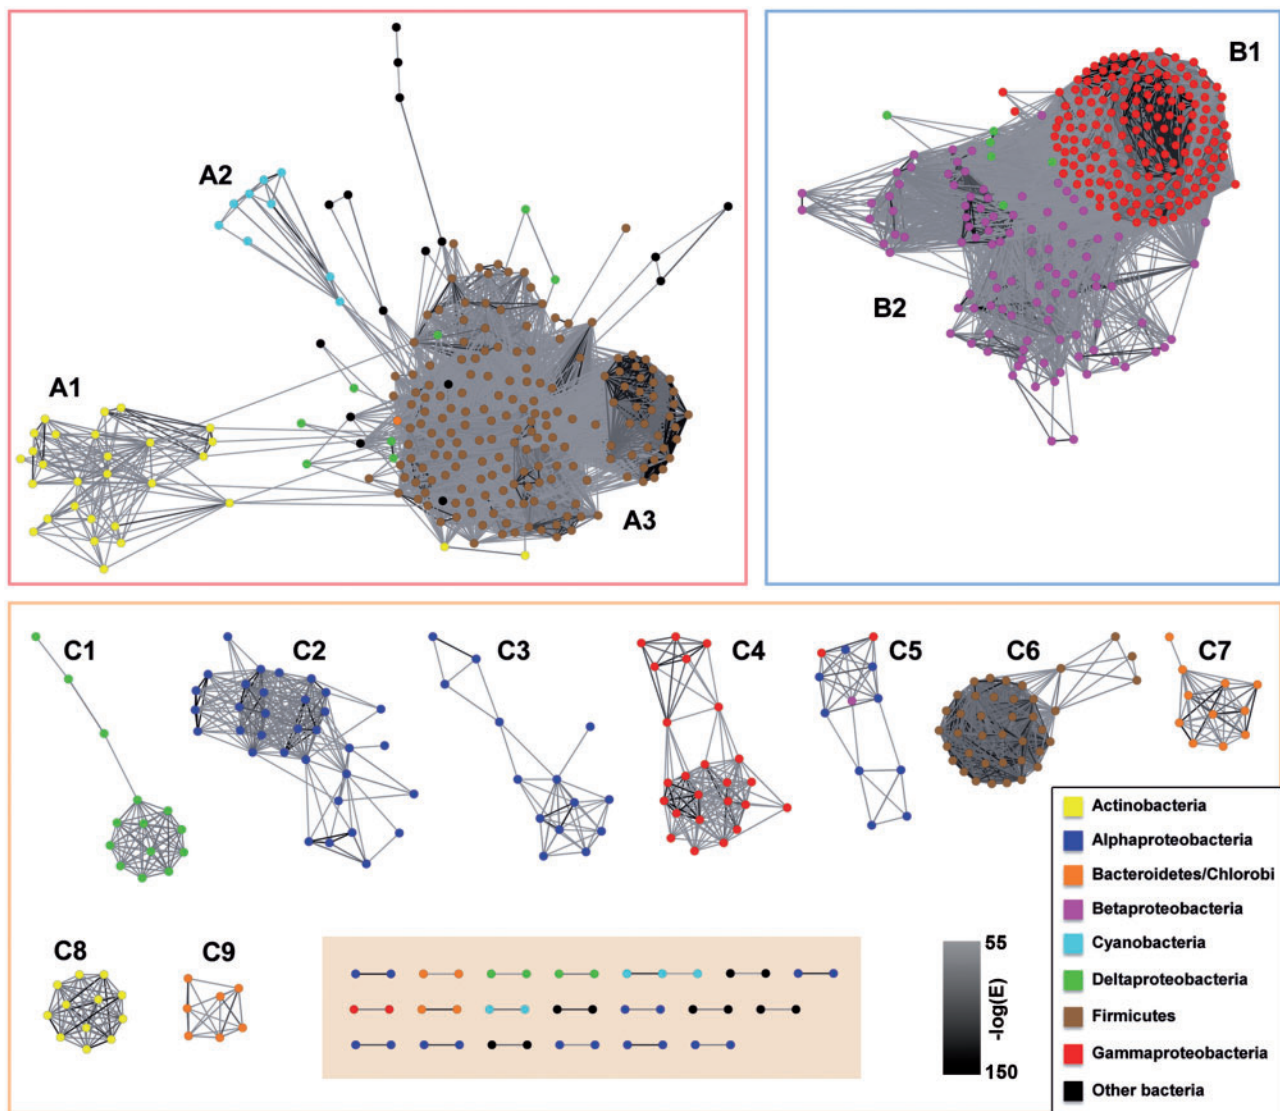 A1
A2
A3
B1
B2
C1
C2
C3
C4
C5
C6
C7
C8
C9
55
-log(E)
150
Actinobacteria
Alphaproteobacteria
Bacteroidetes/Chlorobi
Betaproteobacteria
Cyanobacteria
Deltaproteobacteria
Firmicutes
Gammaproteobacteria
Other bacteria